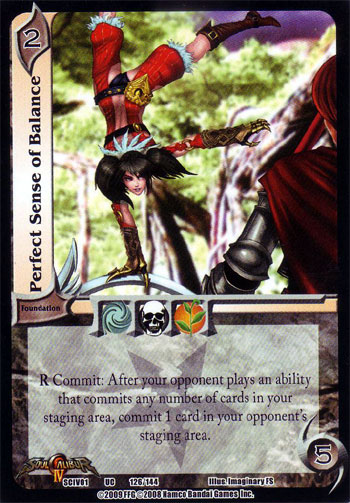 2
Perfect Sense of Balance
Foundation
R Commit: After your opponent plays an ability
that commits any number of cards in your
staging area, commit 1 card in your opponent's
staging area.
5
SOULCALIBUR
IV
SCIV01 UC 126/144 Illus: Imaginary FS
©2009 FFG ©2008 Namco Bandai Games Inc.